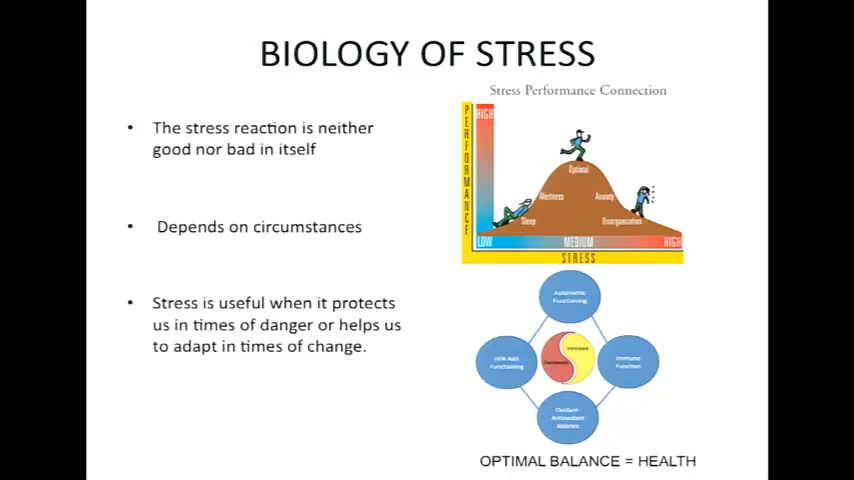 BIOLOGY OF STRESS
• The stress reaction is neither
good nor bad in itself
• Depends on circumstances
• Stress is useful when it protects
us in times of danger or helps us
to adapt in times of change.
Stress Performance Connection
PERFORMANCE
HIGH
Optimal
Alertness
Anxiety
Sleep
Disorganization
LOW
MEDIUM
HIGH
STRESS
Autonomic
Functioning
HPA Axis
Functioning
Immune
Function
Oxidant-
Antioxidant
Balance
OPTIMAL BALANCE = HEALTH